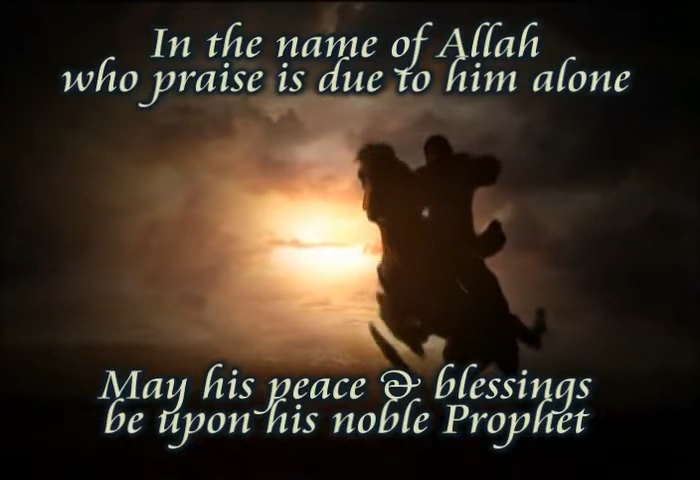 In the name of Allah
who praise is due to him alone
May his peace & blessings
be upon his noble Prophet